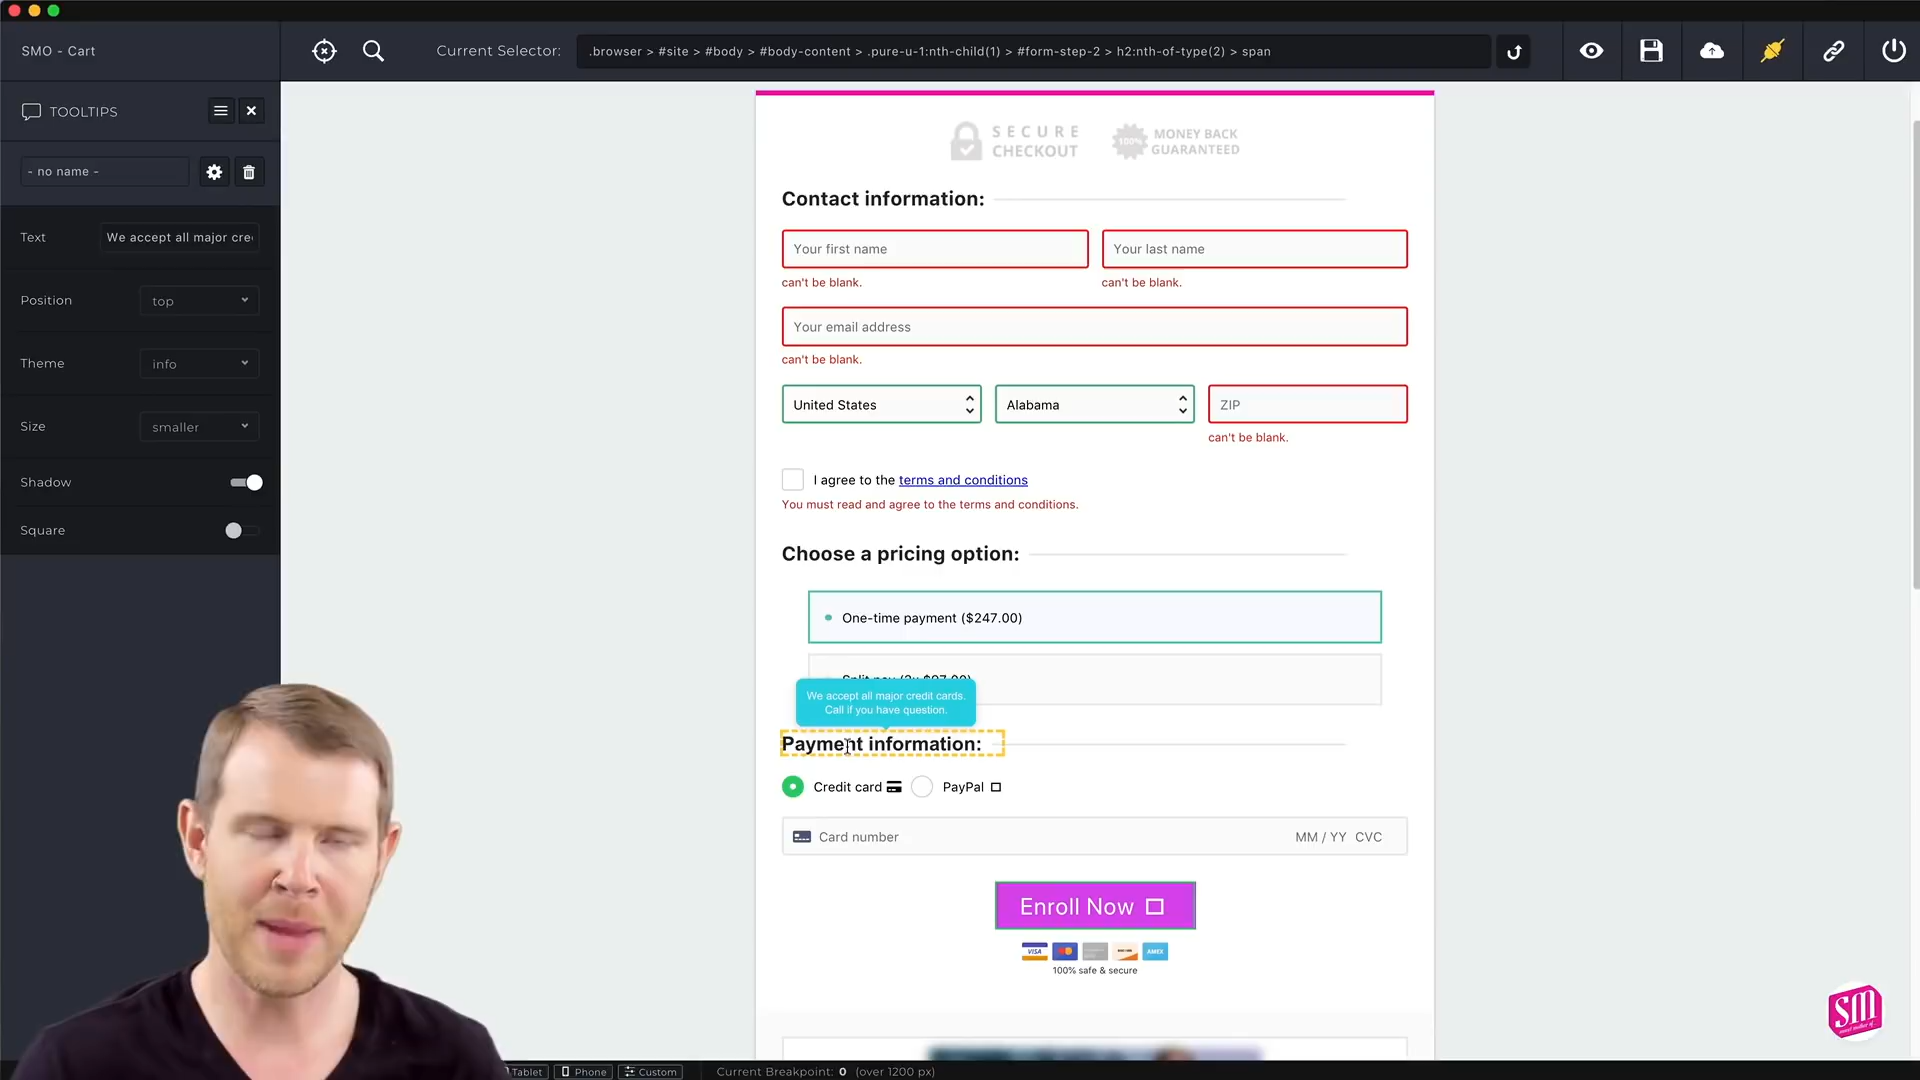 SMO - Cart
Current Selector:
.browser > #site > #body > #body-content > .pure-u-1:nth-child(1) > #form-step-2 > h2:nth-of-type(2) > span
TOOLTIPS
- no name -
Text
We accept all major cre
Position
top
Theme
info
Size
smaller
Shadow
Square
SECURE
CHECKOUT
100%
MONEY BACK
GUARANTEED
Contact information:
Your first name
Your last name
can't be blank.
can't be blank.
Your email address
can't be blank.
United States
Alabama
ZIP
can't be blank.
I agree to the terms and conditions
You must read and agree to the terms and conditions.
Choose a pricing option:
One-time payment ($247.00)
We accept all major credit cards.
Call if you have question.
Payment information:
Credit card
PayPal
Card number
MM / YY CVC
Enroll Now
VISA
AMEX
100% safe & secure
SM
Tablet
Phone
Custom
Current Breakpoint: 0 (over 1200 px)